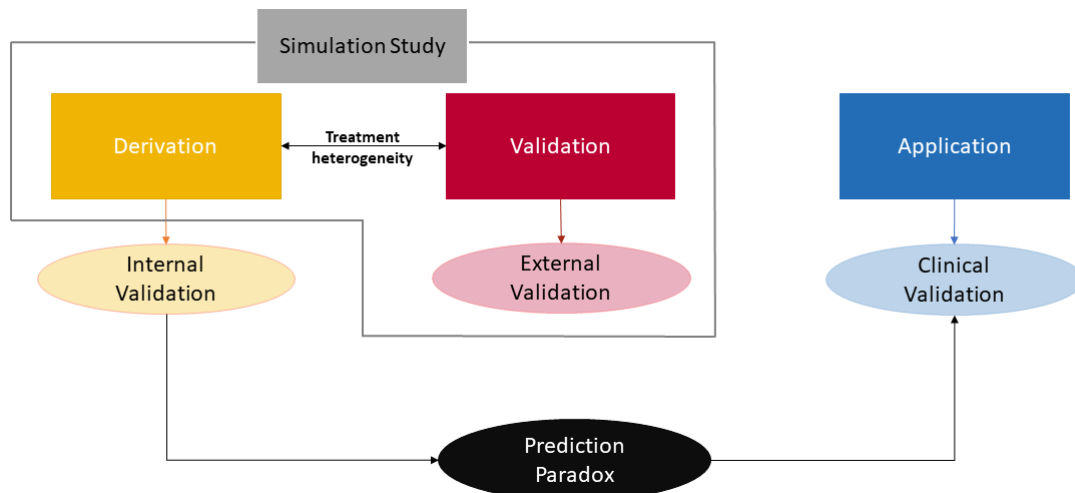 Simulation Study
Derivation
Treatment
heterogeneity
Validation
Application
Internal
Validation
External
Validation
Clinical
Validation
Prediction
Paradox